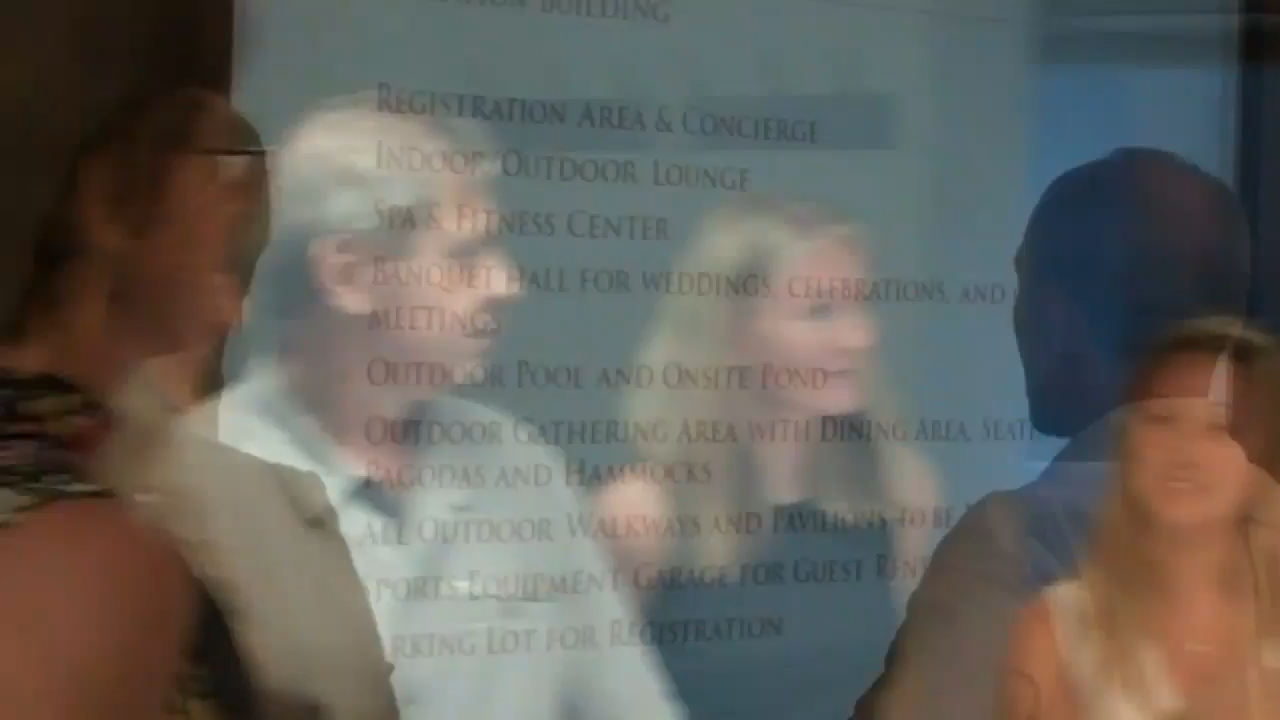 BUILDING
REGISTRATION AREA & CONCIERGE
INDOOR OUTDOOR LOUNGE
SPA & FITNESS CENTER
BANQUET HALL FOR WEDDINGS, CELEBRATIONS, AND
MEETINGS
OUTDOOR POOL AND ONSITE POND
OUTDOOR GATHERING AREA WITH DINING AREA,
PAGODAS AND HAMMOCKS
ALL OUTDOOR WALKWAYS AND PAVILIONS TO BE
SPORTS EQUIPMENT GARAGE FOR GUEST
LOT FOR REGISTRATION